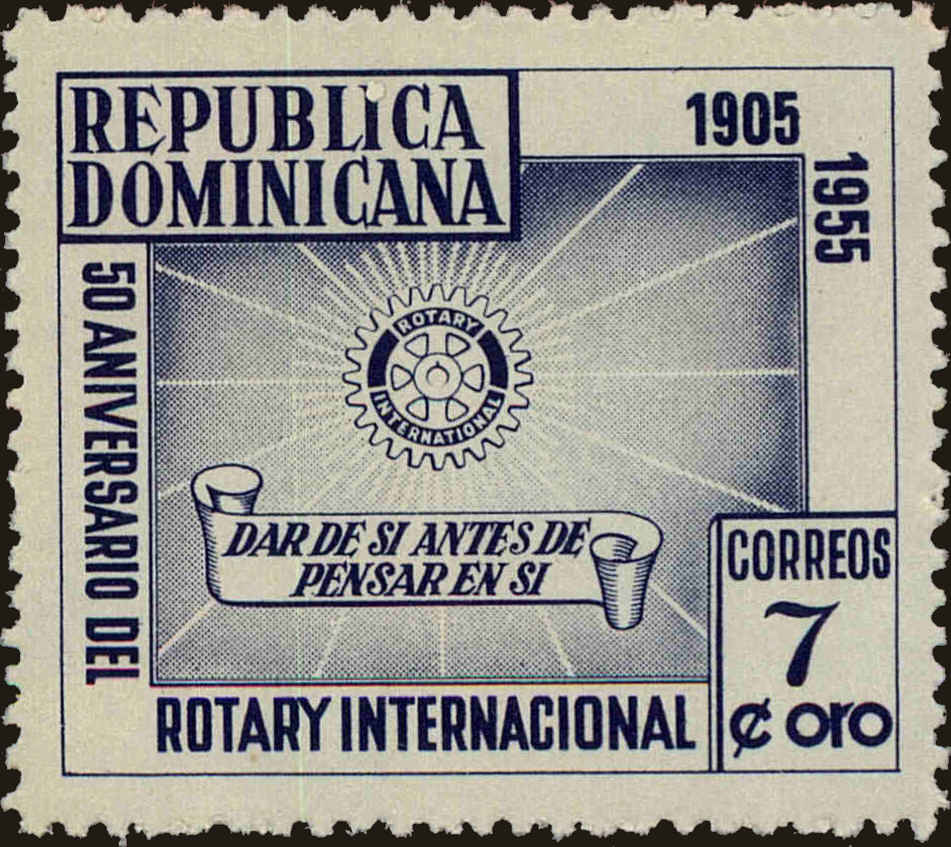 REPUBLICA
DOMINICANA
1905
1955
50 ANIVERSARIO DEL
ROTARY
INTERNATIONAL
DAR DE SI ANTES DE
PENSAR EN SI
CORREOS
7
¢ oro
ROTARY INTERNACIONAL